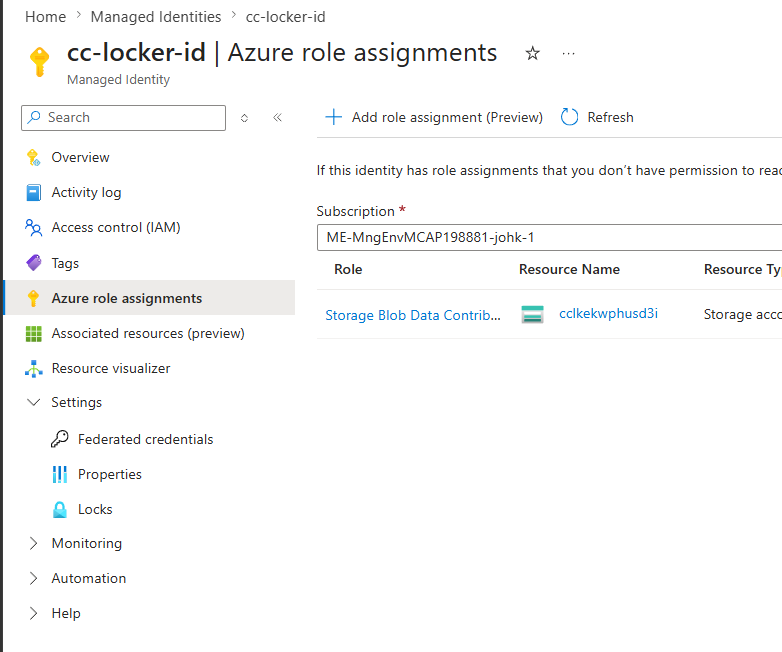 Home > Managed Identities > cc-locker-id
cc-locker-id | Azure role assignments ☆ ...
Managed Identity
Search
Add role assignment (Preview) Refresh
Overview
Activity log
Access control (IAM)
Tags
Azure role assignments
Associated resources (preview)
Resource visualizer
Settings
Federated credentials
Properties
Locks
Monitoring
Automation
Help
If this identity has role assignments that you don't have permission to rea
Subscription *
ME-MngEnvMCAP198881-johk-1
Role Resource Name Resource Ty
Storage Blob Data Contrib... cclkekwphusd3i Storage acco